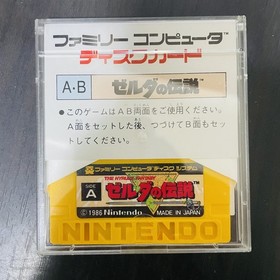 ファミリー コンピュータ™
ディスクカード
A・B ゼルダの伝説™
●このゲームはAB両面をご使用ください。
A面をセットした後、つづけてB面もセッ
トしてください。
ファミリーコンピュータ ディスクシステム
SIDE A
THE HYRULE FANTASY
ゼルダの伝説
©1986 Nintendo MADE IN JAPAN
NINTENDO